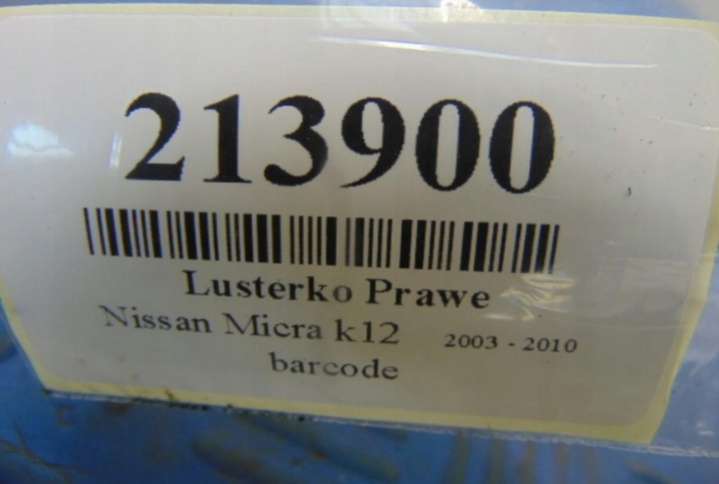 213900
Lusterko Prawe
Nissan Micra k12 2003 - 2010
barcode